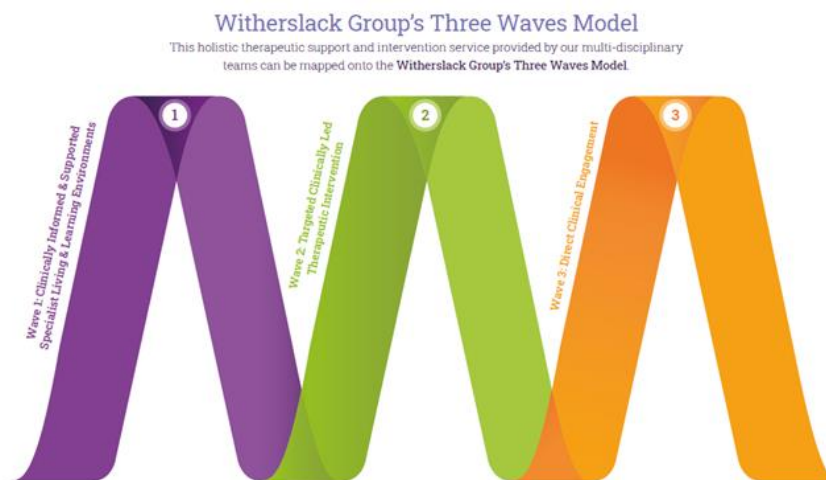 Witherslack Group's Three Waves Model
This holistic therapeutic support and intervention service provided by our multi-disciplinary
teams can be mapped onto the Witherslack Group's Three Waves Model.
1
Wave 1: Clinically Informed & Supported
Specialist Living & Learning Environments
2
Wave 2: Targeted Clinically Led
Therapeutic Intervention
3
Wave 3: Direct Clinical Engagement